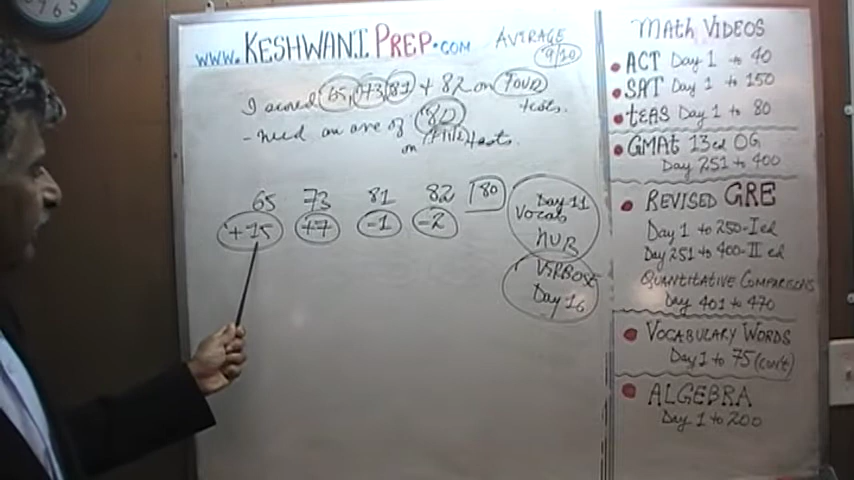 www.KESHWANI PREP.com
AVERAGE
9/10
I scored 65, 73, 81 + 82 on FOUR
tests.
- need an ave of 80
on FIVE tests.
65 73 81 82 80
+15 +7 -1 -2
Day 11
Vocab
VERBOSE
Day 16
MATH VIDEOS
ACT Day 1 to 40
SAT Day 1 to 150
tEAS Day 1 to 80
GMAt 13 ed OG
Day 251 to 400
REVISED GRE
Day 1 to 250-I ed
Day 251 to 400-II ed
QUANtitAtiVE COMPARISONS
Day 401 to 470
VOCABULARY WORDS
Day 1 to 75 (con't)
ALGEBRA
Day 1 to 200